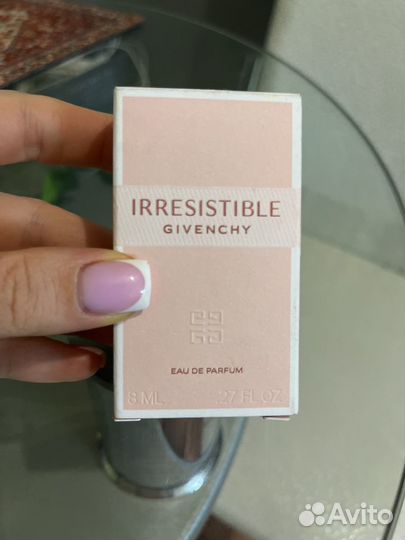 IRRESISTIBLE
GIVENCHY
EAU DE PARFUM
8 ML .27 FL OZ
Avito